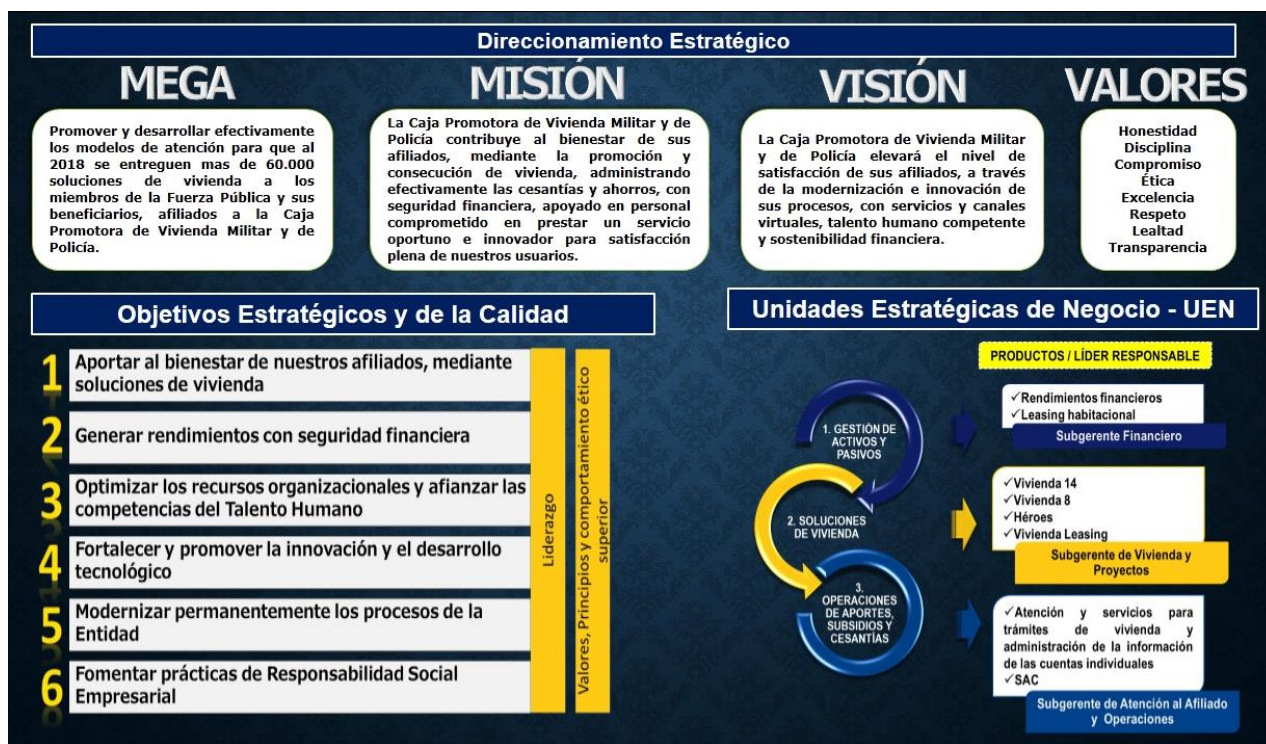 Direccionamiento Estratégico
MEGA
Promover y desarrollar efectivamente
los modelos de atención para que al
2018 se entreguen mas de 60.000
soluciones de vivienda a los
miembros de la Fuerza Pública y sus
beneficiarios, afiliados a la Caja
Promotora de Vivienda Militar y de
Policía.
MISIÓN
La Caja Promotora de Vivienda Militar y de
Policía contribuye al bienestar de sus
afiliados, mediante la promoción y
consecución de vivienda, administrando
efectivamente las cesantías y ahorros, con
seguridad financiera, apoyado en personal
comprometido en prestar un servicio
oportuno e innovador para satisfacción
plena de nuestros usuarios.
VISIÓN
La Caja Promotora de Vivienda Militar
y de Policía elevará el nivel de
satisfacción de sus afiliados, a través
de la modernización e innovación de
sus procesos, con servicios y canales
virtuales, talento humano competente
y sostenibilidad financiera.
VALORES
Honestidad
Disciplina
Compromiso
Ética
Excelencia
Respeto
Lealtad
Transparencia
Objetivos Estratégicos y de la Calidad
1 Aportar al bienestar de nuestros afiliados, mediante
soluciones de vivienda
2 Generar rendimientos con seguridad financiera
3 Optimizar los recursos organizacionales y afianzar las
competencias del Talento Humano
4 Fortalecer y promover la innovación y el desarrollo
tecnológico
5 Modernizar permanentemente los procesos de la
Entidad
6 Fomentar prácticas de Responsabilidad Social
Empresarial
Liderazgo
Valores, Principios y comportamiento ético
superior
Unidades Estratégicas de Negocio - UEN
PRODUCTOS / LÍDER RESPONSABLE
1. GESTIÓN DE
ACTIVOS Y
PASIVOS
✓Rendimientos financieros
✓Leasing habitacional
Subgerente Financiero
2. SOLUCIONES
DE VIVIENDA
✓Vivienda 14
✓Vivienda 8
✓Héroes
✓Vivienda Leasing
Subgerente de Vivienda y
Proyectos
3.
OPERACIONES
DE APORTES,
SUBSIDIOS Y
CESANTÍAS
✓Atención y servicios para
trámites de vivienda y
administración de la información
de las cuentas individuales
✓SAC
Subgerente de Atención al Afiliado
y Operaciones